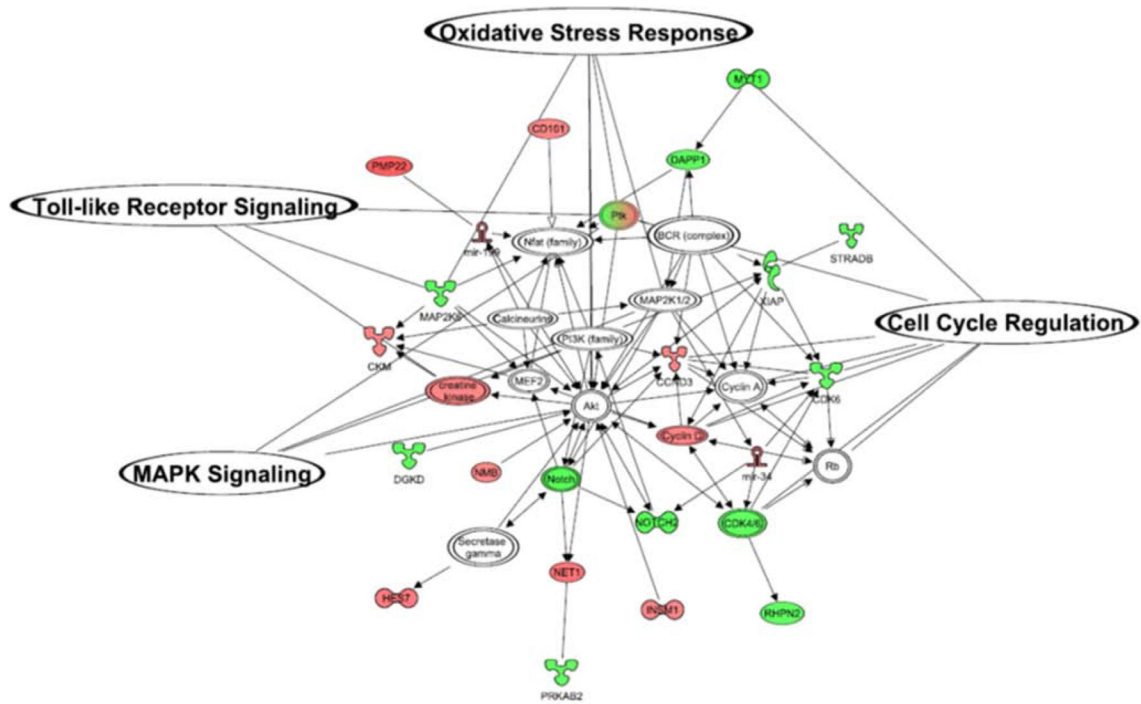 Oxidative Stress Response
MYT1
CD101
DAPP1
PMP22
Toll-like Receptor Signaling
Plk
BCR (complex)
STRADB
Nfat (family)
XIAP
MAP2K6
MAP2K1/2
Calcineurin
Cell Cycle Regulation
PI3K (family)
CKM
CCND3
MEF2
Cyclin A
CDK6
creatine
kinase
Akt
Cyclin D
MAPK Signaling
DGKD
NMB
Notch
mir-34
Rb
NOTCH2
CDK4/6
Secretase
gamma
NET1
HES7
INSM1
RHPN2
PRKAB2